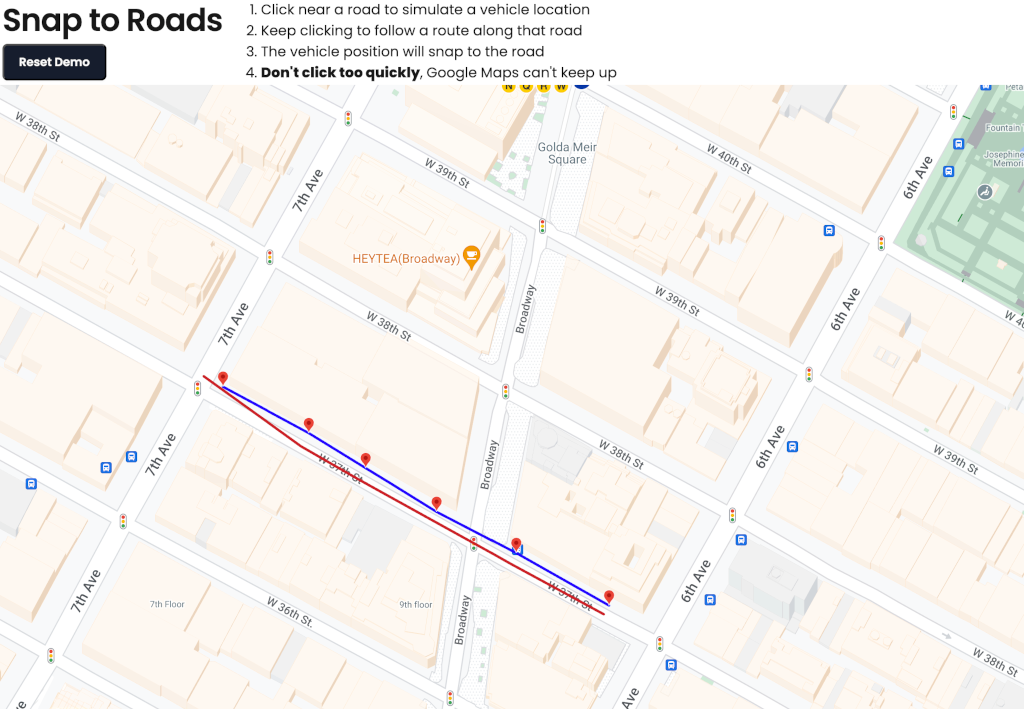 Snap to Roads
Reset Demo
1. Click near a road to simulate a vehicle location
2. Keep clicking to follow a route along that road
3. The vehicle position will snap to the road
4. Don't click too quickly, Google Maps can't keep up
N Q R W
W 38th St
7th Ave
W 39th St
Golda Meir
Square
W 40th St
6th Ave
Fountain
Josephine
Memori
HEYTEA(Broadway)
7th Ave
W 38th St
Broadway
W 39th St
6th Ave
W 40
7th Ave
W 37th St
Broadway
W 38th St
6th Ave
W 39th St
7th Ave
7th Floor
W 36th St.
9th floor
Broadway
W 37th St
6th Ave
W 38th St
Ave